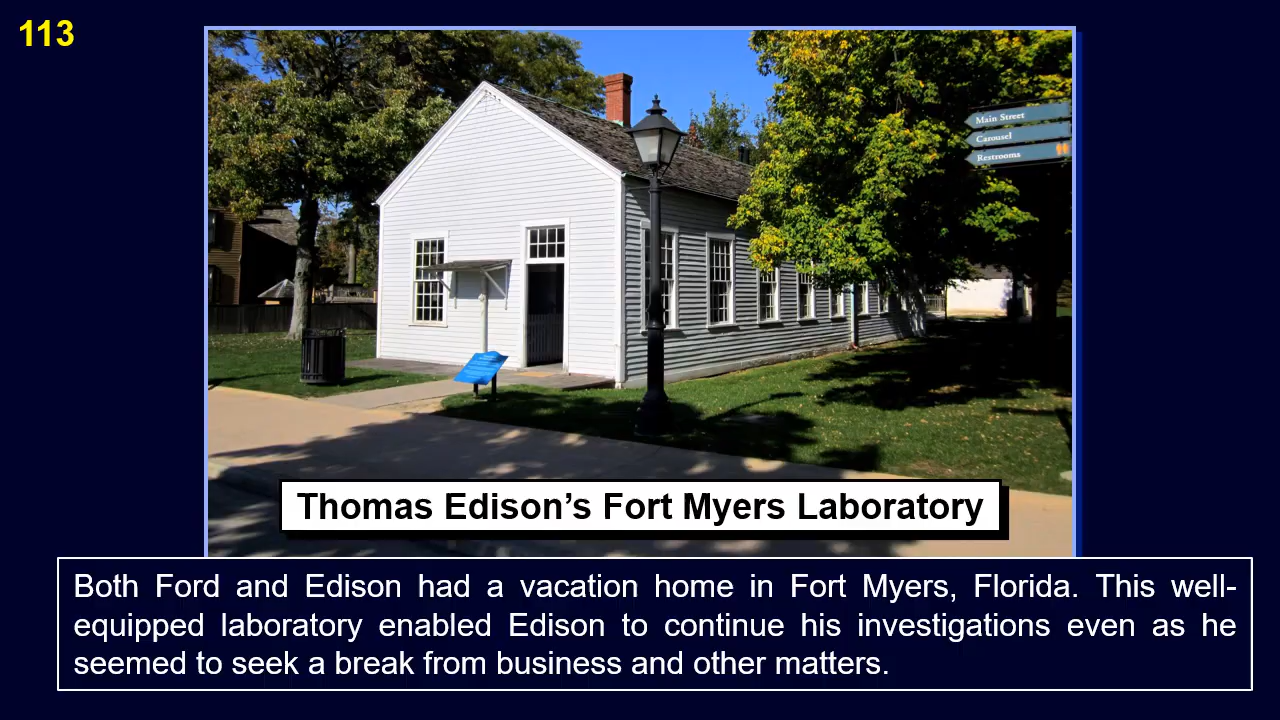 113
Main Street
Carousel
Restrooms
Thomas Edison’s Fort Myers Laboratory
Both Ford and Edison had a vacation home in Fort Myers, Florida. This well-
equipped laboratory enabled Edison to continue his investigations even as he
seemed to seek a break from business and other matters.